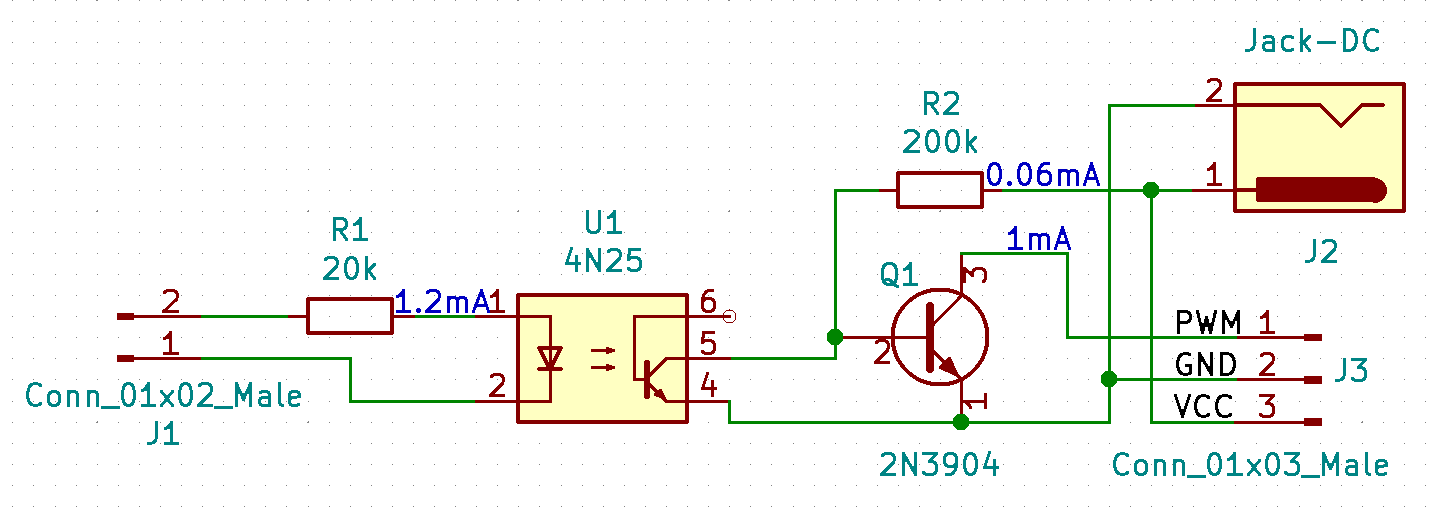 Jack-DC
2
R2
200k
0.06mA
1
R1
20k
U1
4N25
1mA
J2
Q1
3
2
1.2mA
1
6
PWM
1
1
5
2
GND
2
J3
Conn_01x02_Male
2
4
1
VCC
3
J1
2N3904
Conn_01x03_Male